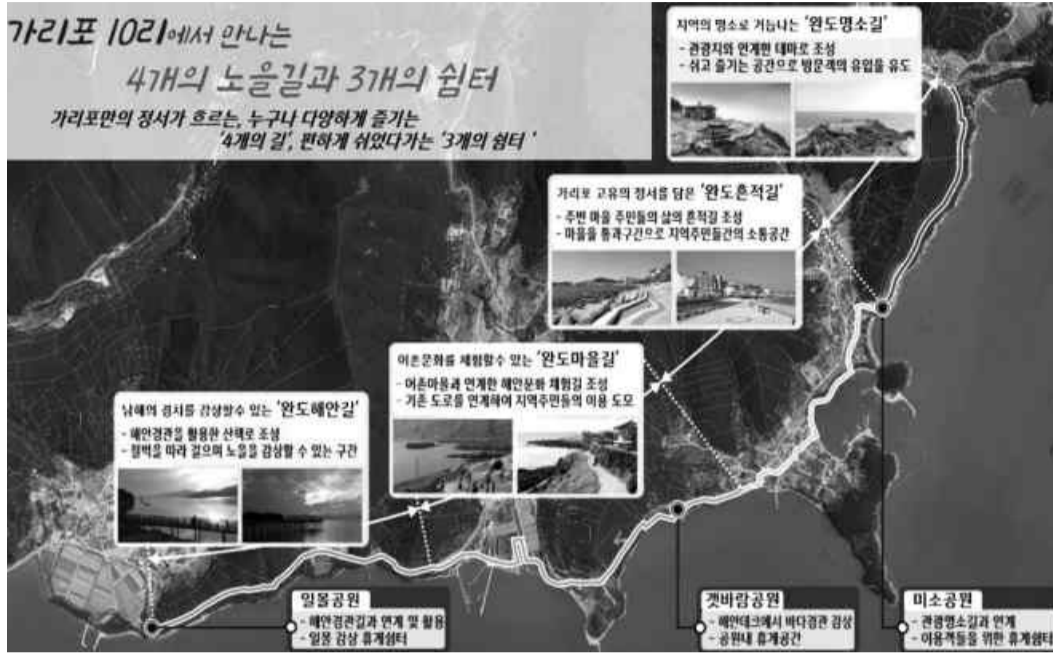 가리포 10리에서 만나는
4개의 노을길과 3개의 쉼터
가리포만의 정서가 흐르는, 누구나 다양하게 즐기는
'4개의 길', 편하게 쉬었다가는 '3개의 쉼터'
지역의 명소로 거듭나는 '완도명소길'
- 관광지와 연계한 테마로 조성
- 쉬고 즐기는 공간으로 방문객의 유입을 유도
가리포 고유의 정서를 담은 '완도흔적길'
- 주변 마을 주민들의 삶의 흔적길 조성
- 마을을 통과구간으로 지역주민들간의 소통공간
어촌문화를 체험할수 있는 '완도마을길'
- 어촌마을과 연계한 해안문화 체험길 조성
- 기존 도로를 연계하여 지역주민들의 이용 도모
남해의 경치를 감상할수 있는 '완도해안길'
- 해안경관을 활용한 산책로 조성
- 절벽을 따라 걸으며 노을을 감상할 수 있는 구간
일몰공원
- 해안경관길과 연계 및 활용
- 일몰 감상 휴게쉼터
갯바람공원
- 해안데크에서 바다경관 감상
- 공원내 휴게공간
미소공원
- 관광명소길과 연계
- 이용객들을 위한 휴게쉼터